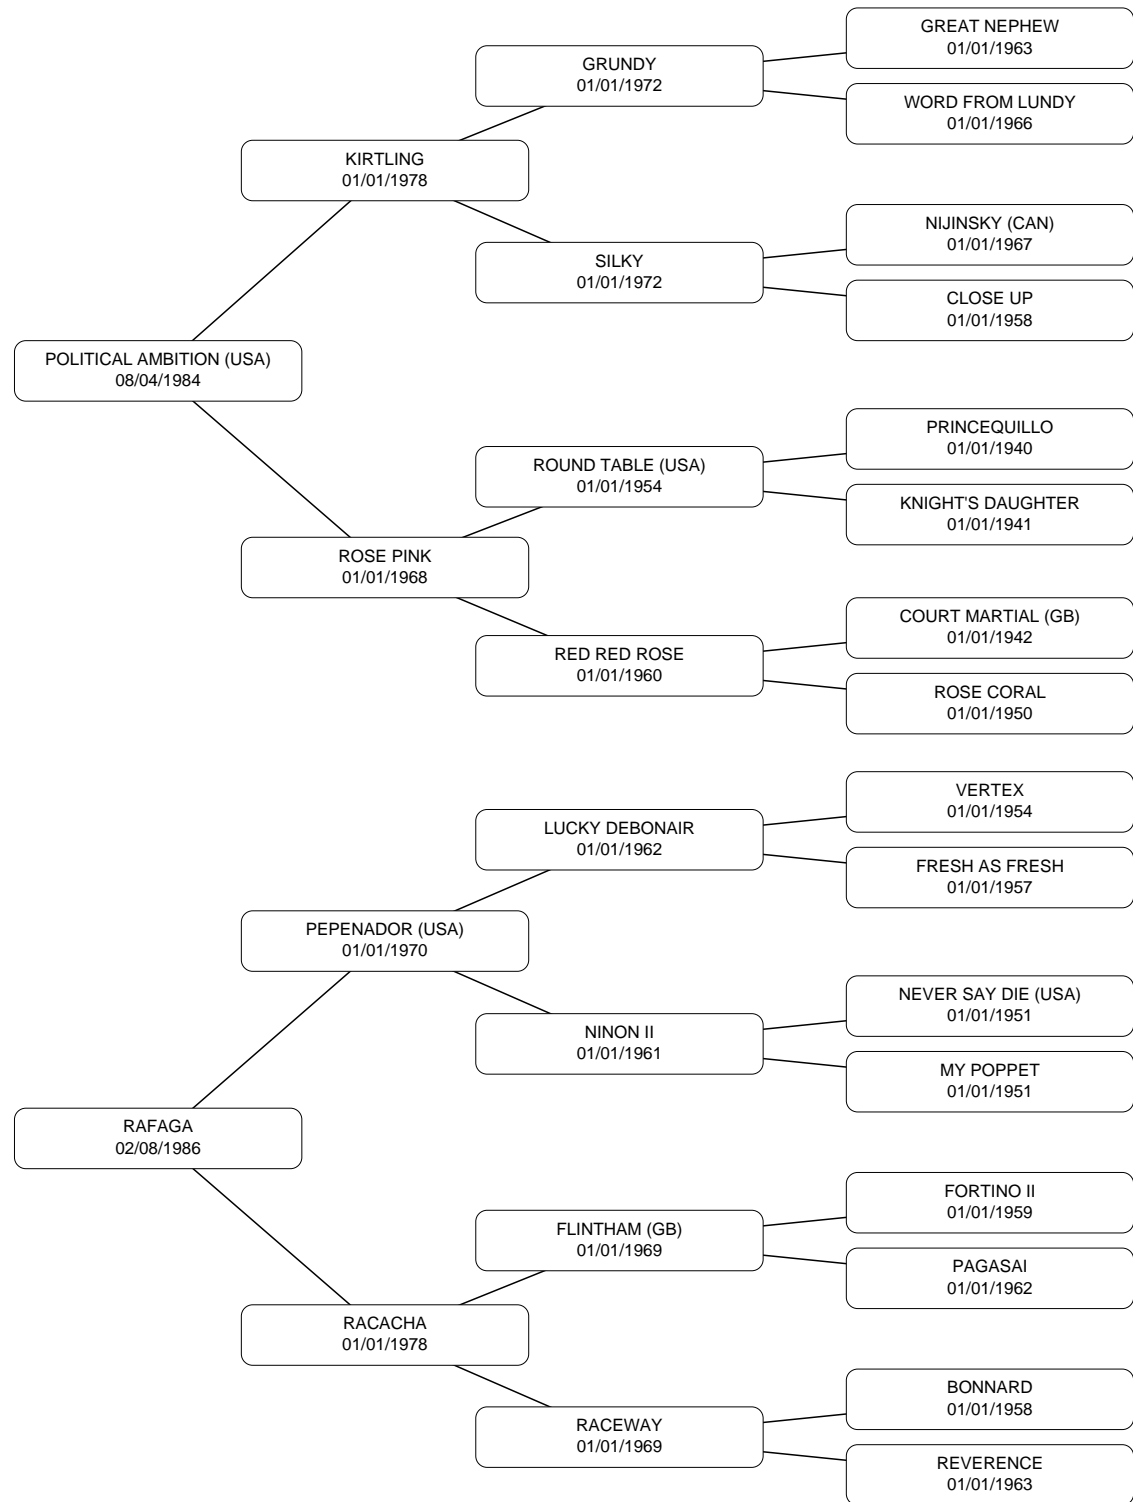 GREAT NEPHEW
01/01/1963
GRUNDY
01/01/1972
WORD FROM LUNDY
01/01/1966
KIRTLING
01/01/1978
NIJINSKY (CAN)
01/01/1967
SILKY
01/01/1972
CLOSE UP
01/01/1958
POLITICAL AMBITION (USA)
08/04/1984
PRINCEQUILLO
01/01/1940
ROUND TABLE (USA)
01/01/1954
KNIGHT'S DAUGHTER
01/01/1941
ROSE PINK
01/01/1968
COURT MARTIAL (GB)
01/01/1942
RED RED ROSE
01/01/1960
ROSE CORAL
01/01/1950
VERTEX
01/01/1954
LUCKY DEBONAIR
01/01/1962
FRESH AS FRESH
01/01/1957
PEPENADOR (USA)
01/01/1970
NEVER SAY DIE (USA)
01/01/1951
NINON II
01/01/1961
MY POPPET
01/01/1951
RAFAGA
02/08/1986
FORTINO II
01/01/1959
FLINTHAM (GB)
01/01/1969
PAGASAI
01/01/1962
RACACHA
01/01/1978
BONNARD
01/01/1958
RACEWAY
01/01/1969
REVERENCE
01/01/1963